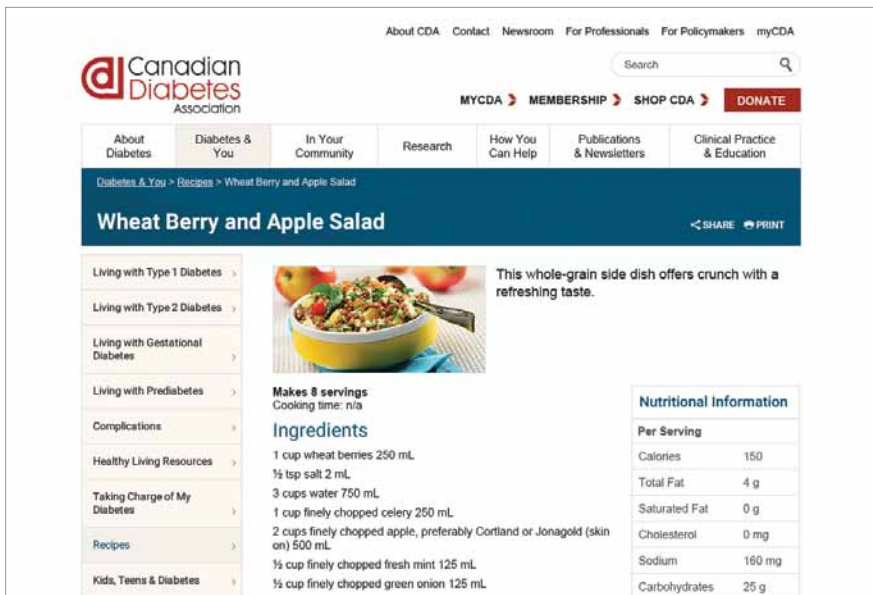 About CDA Contact Newsroom For Professionals For Policymakers myCDA
Canadian
Diabetes
Association
Search
MYCDA MEMBERSHIP SHOP CDA DONATE
About
Diabetes
Diabetes &
You
In Your
Community
Research
How You
Can Help
Publications
& Newsletters
Clinical Practice
& Education
Diabetes & You > Recipes > Wheat Berry and Apple Salad
Wheat Berry and Apple Salad
SHARE PRINT
Living with Type 1 Diabetes
Living with Type 2 Diabetes
Living with Gestational
Diabetes
Living with Prediabetes
Complications
Healthy Living Resources
Taking Charge of My
Diabetes
Recipes
Kids, Teens & Diabetes
This whole-grain side dish offers crunch with a
refreshing taste.
Makes 8 servings
Cooking time: n/a
Ingredients
1 cup wheat berries 250 mL
½ tsp salt 2 mL
3 cups water 750 mL
1 cup finely chopped celery 250 mL
2 cups finely chopped apple, preferably Cortland or Jonagold (skin
on) 500 mL
½ cup finely chopped fresh mint 125 mL
½ cup finely chopped green onion 125 mL
Nutritional Information
Per Serving
Calories 150
Total Fat 4 g
Saturated Fat 0 g
Cholesterol 0 mg
Sodium 160 mg
Carbohydrates 25 g